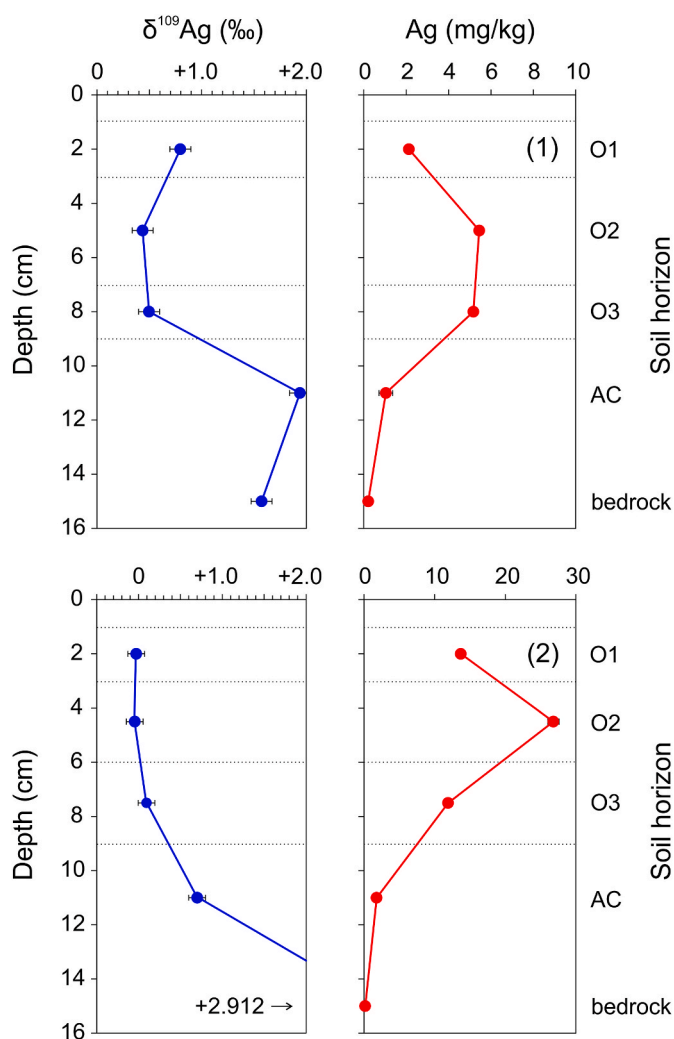 δ¹⁰⁹Ag (‰) Ag (mg/kg)
0 +1.0 +2.0 0 2 4 6 8 10
0
2 (1) O1
4
O2
6
8 O3
10
AC
12
14
bedrock
16
Depth (cm)
Soil horizon
0 +1.0 +2.0 0 10 20 30
0
2 (2) O1
4
O2
6
8 O3
10
AC
12
14
+2.912 → bedrock
16
Depth (cm)
Soil horizon